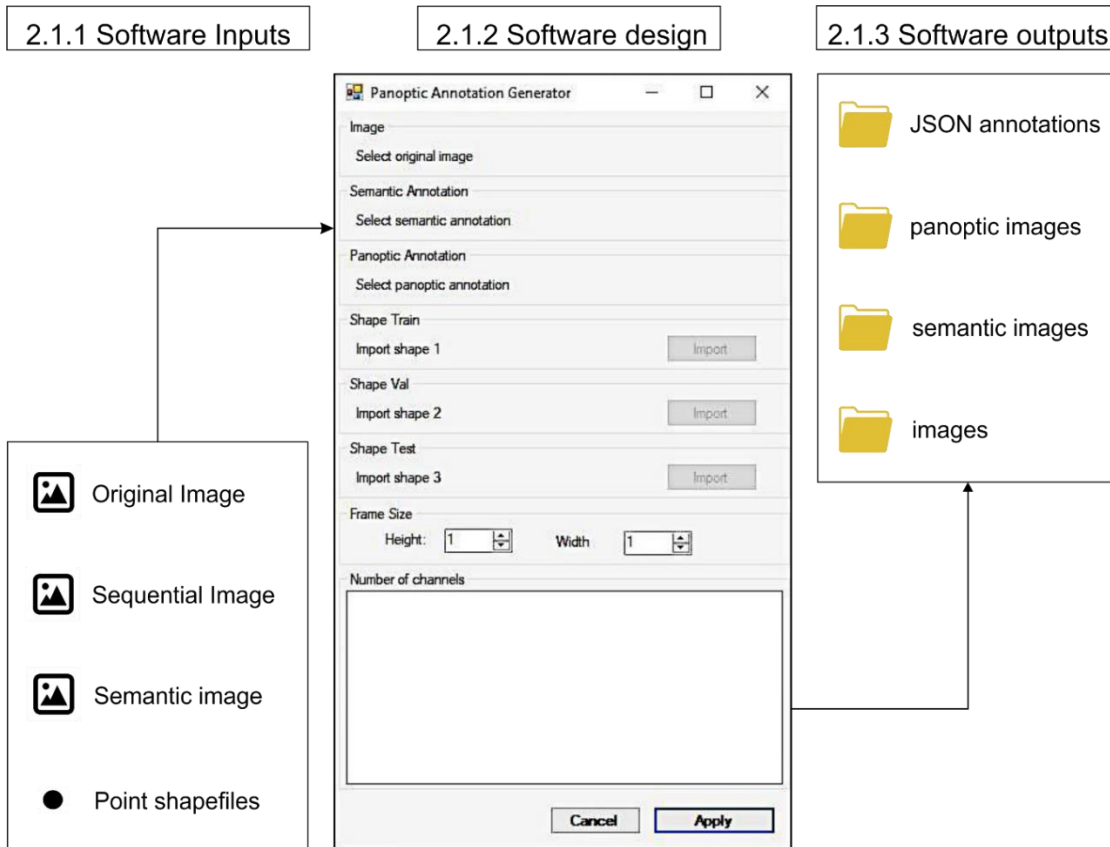 2.1.1 Software Inputs
2.1.2 Software design
2.1.3 Software outputs
Original Image
Sequential Image
Semantic image
Point shapefiles
Panoptic Annotation Generator
Image
Select original image
Semantic Annotation
Select semantic annotation
Panoptic Annotation
Select panoptic annotation
Shape Train
Import shape 1 Import
Shape Val
Import shape 2 Import
Shape Test
Import shape 3 Import
Frame Size
Height: 1 Width 1
Number of channels
Cancel Apply
JSON annotations
panoptic images
semantic images
images